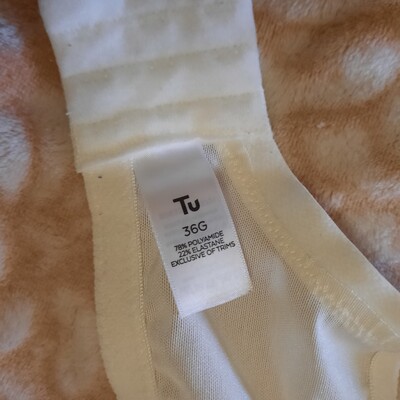 Tu
36G
78% POLYAMIDE
22% ELASTANE
EXCLUSIVE OF TRIMS